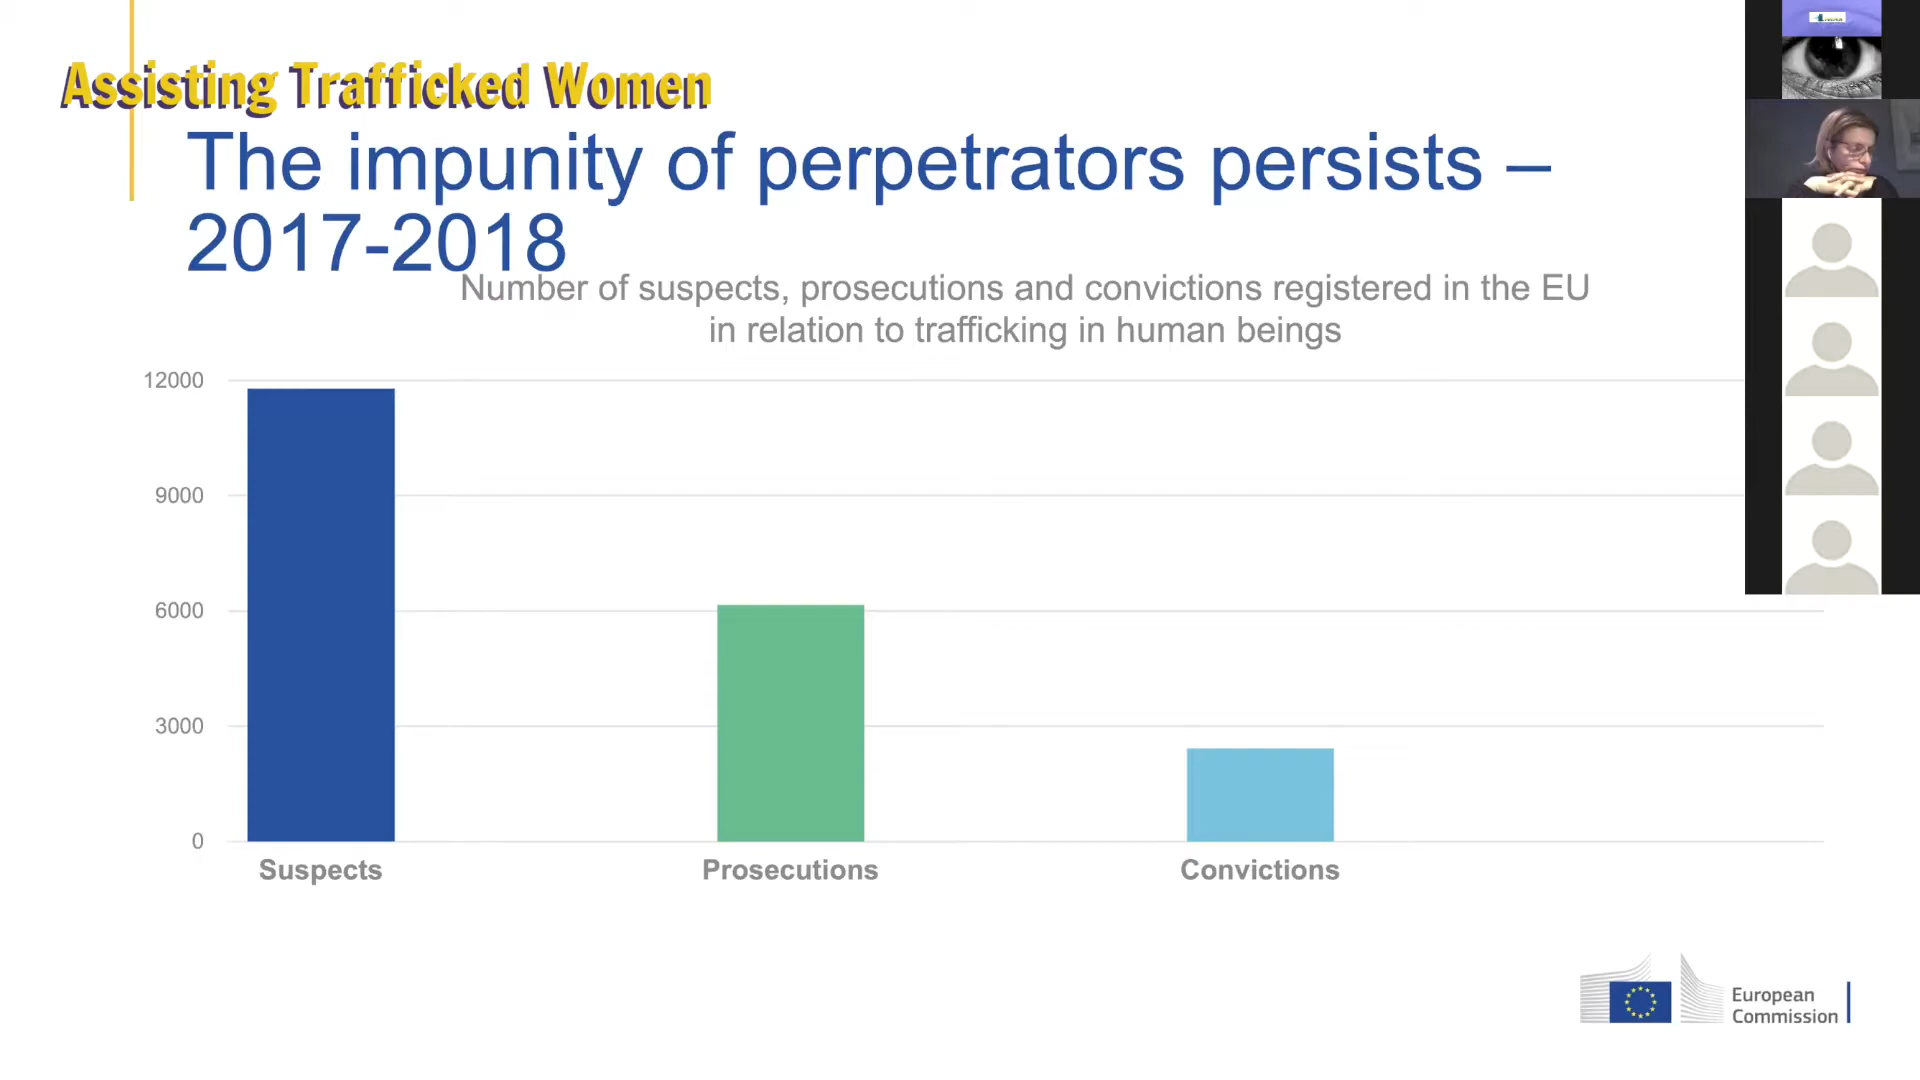 Assisting Trafficked Women
The impunity of perpetrators persists –
2017-2018
Number of suspects, prosecutions and convictions registered in the EU
in relation to trafficking in human beings
12000
9000
6000
3000
0
Suspects
Prosecutions
Convictions
European
Commission